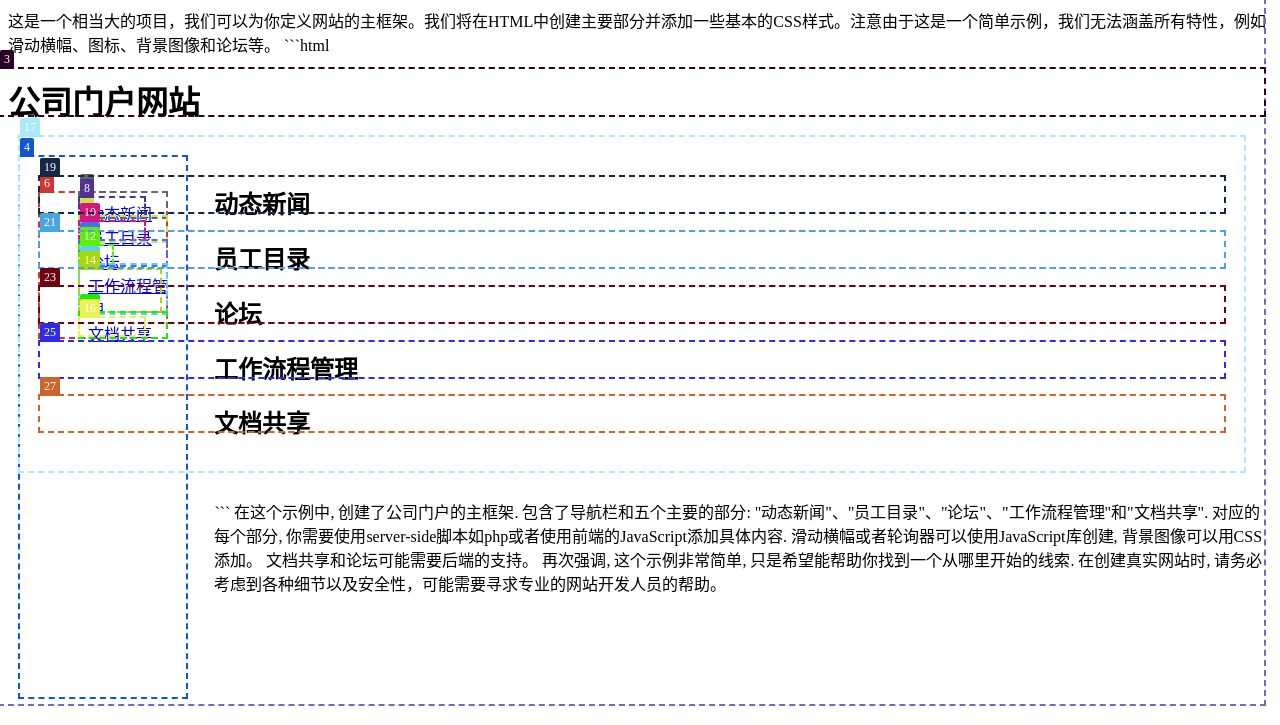 这是一个相当大的项目，我们可以为你定义网站的主框架。我们将在HTML中创建主要部分并添加一些基本的CSS样式。注意由于这是一个简单示例，我们无法涵盖所有特性，例如
滑动横幅、图标、背景图像和论坛等。 ```html
3
公司门户网站
17
4
19
6
8
动态新闻
动态新闻
10
21
员工目录
12
员工目录
14
论坛
23
工作流程管
16
论坛
25
文档共享
工作流程管理
27
文档共享
``` 在这个示例中, 创建了公司门户的主框架. 包含了导航栏和五个主要的部分: "动态新闻"、"员工目录"、"论坛"、"工作流程管理"和"文档共享". 对应的
每个部分, 你需要使用server-side脚本如php或者使用前端的JavaScript添加具体内容. 滑动横幅或者轮询器可以使用JavaScript库创建, 背景图像可以用CSS
添加。 文档共享和论坛可能需要后端的支持。 再次强调, 这个示例非常简单, 只是希望能帮助你找到一个从哪里开始的线索. 在创建真实网站时, 请务必
考虑到各种细节以及安全性，可能需要寻求专业的网站开发人员的帮助。